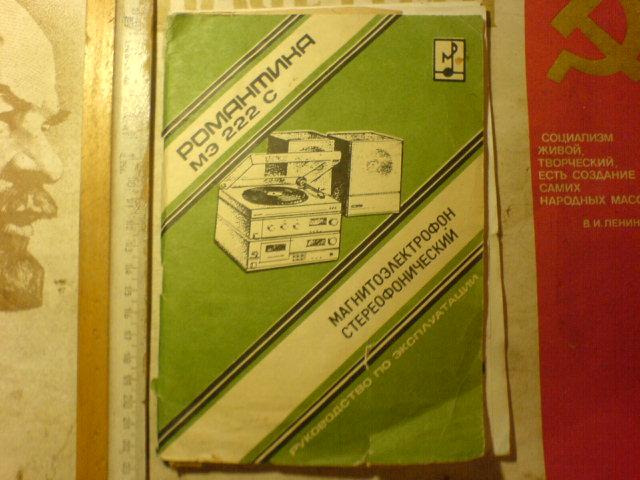 РОМАНТИКА
МЭ 222 С
МАГНИТОЭЛЕКТРОФОН
СТЕРЕОФОНИЧЕСКИЙ
РУКОВОДСТВО ПО ЭКСПЛУАТАЦИИ
СОЦИАЛИЗМ
ЖИВОЙ,
ТВОРЧЕСКИЙ,
ЕСТЬ СОЗДАНИЕ
САМИХ
НАРОДНЫХ МАСС
В. И. ЛЕНИН